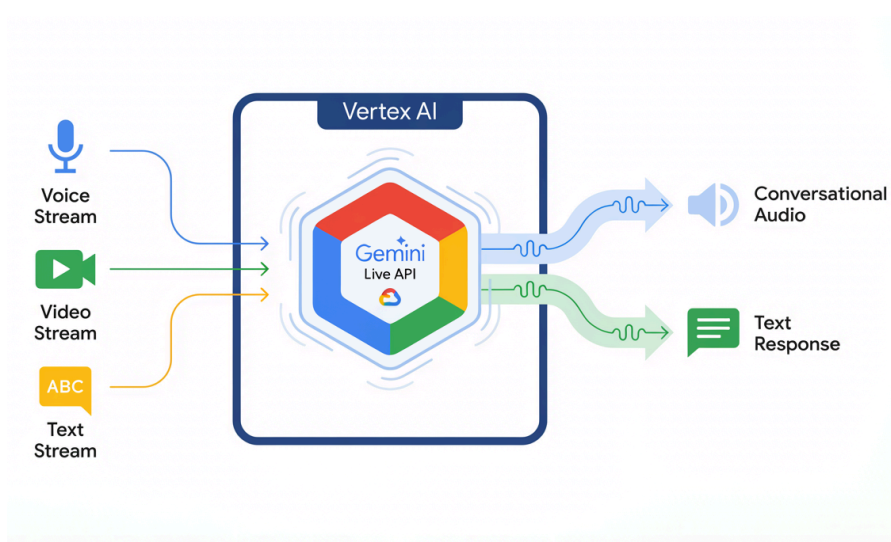 Vertex AI
Voice
Stream
Video
Stream
ABC
Text
Stream
Gemini
Live API
Conversational
Audio
Text
Response